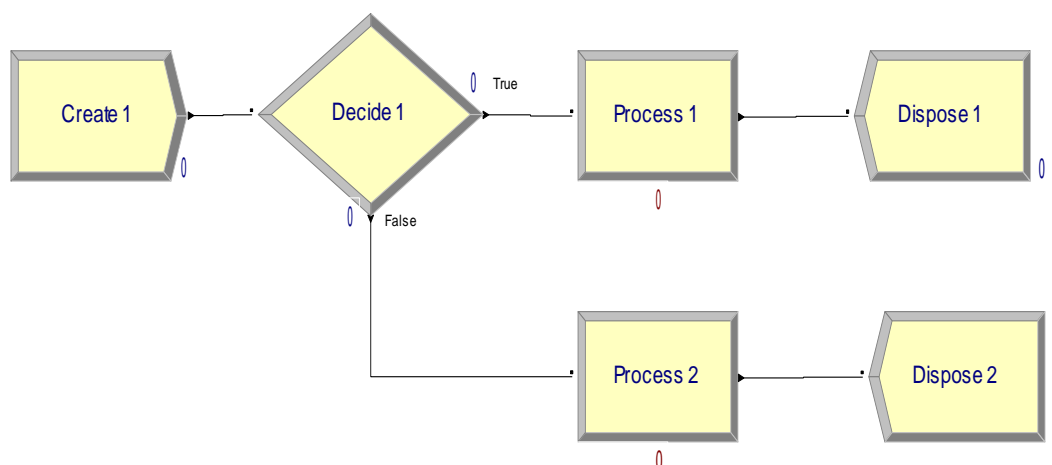 Create 1
0
Decide 1
0
True
0
False
Process 1
0
Dispose 1
0
Process 2
0
Dispose 2